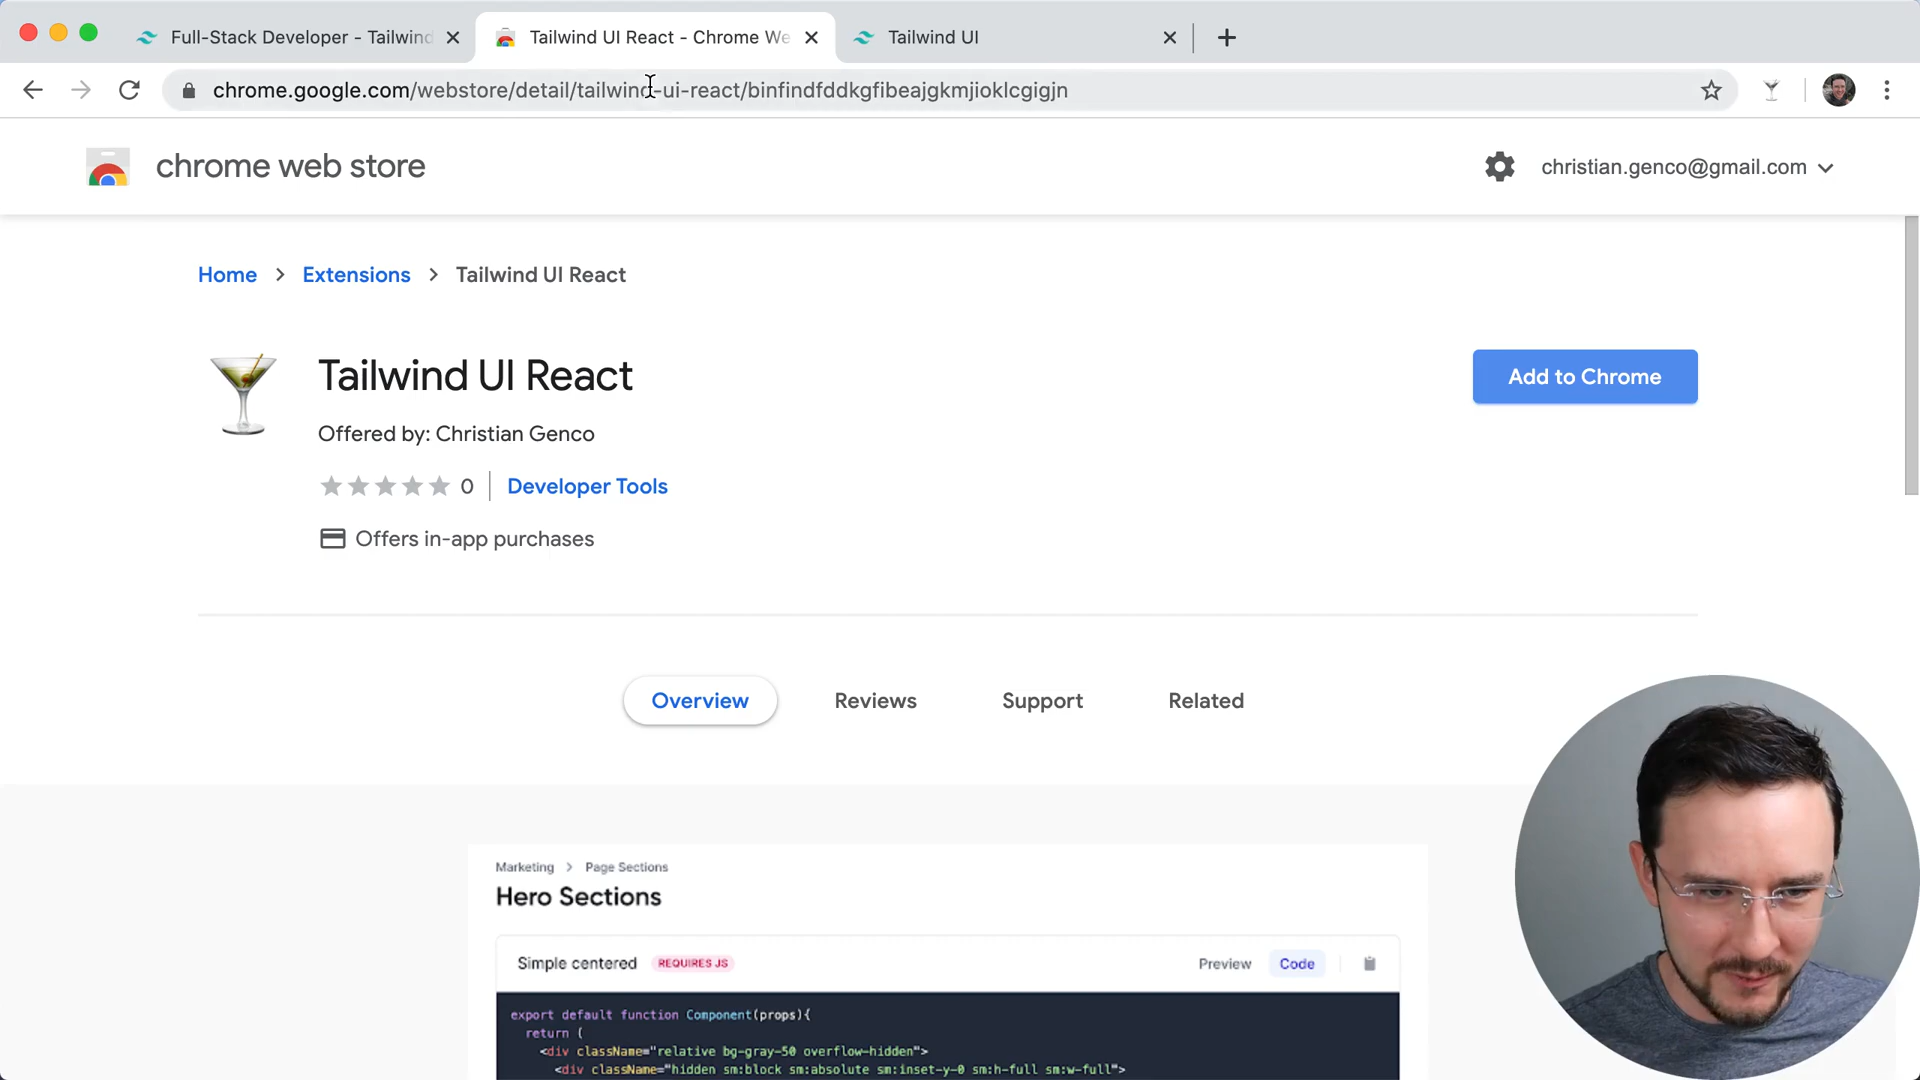 Full-Stack Developer - Tailwind
Tailwind UI React - Chrome We
Tailwind UI
chrome.google.com/webstore/detail/tailwind-ui-react/binfindfddkgfibeajgkmjioklcgigjn
chrome web store
christian.genco@gmail.com
Home > Extensions > Tailwind UI React
Tailwind UI React
Add to Chrome
Offered by: Christian Genco
0
Developer Tools
Offers in-app purchases
Overview
Reviews
Support
Related
Marketing > Page Sections
Hero Sections
Simple centered
REQUIRES JS
Preview
Code
export default function Component(props){
return (
<div className="relative bg-gray-50 overflow-hidden">
<div className="hidden sm:block sm:absolute sm:inset-y-0 sm:h-full sm:w-full">